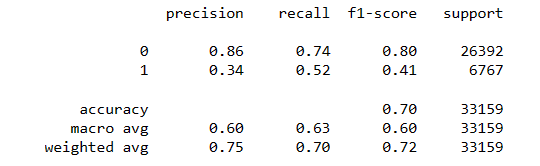 precision recall f1-score support
0 0.86 0.74 0.80 26392
1 0.34 0.52 0.41 6767
accuracy 0.70 33159
macro avg 0.60 0.63 0.60 33159
weighted avg 0.75 0.70 0.72 33159